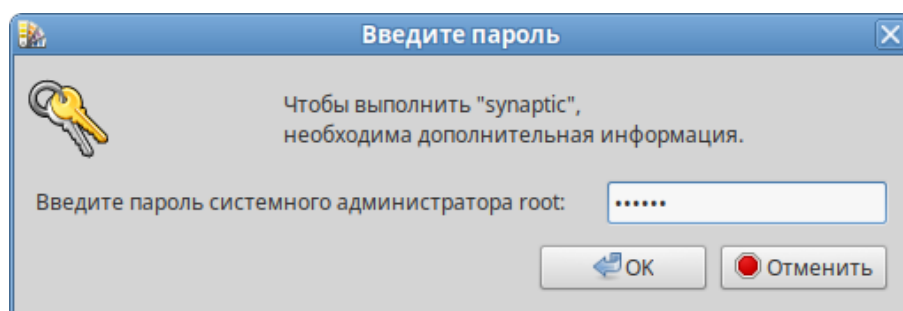 Введите пароль
Чтобы выполнить "synaptic",
необходима дополнительная информация.
Введите пароль системного администратора root: ••••••
OK Отменить